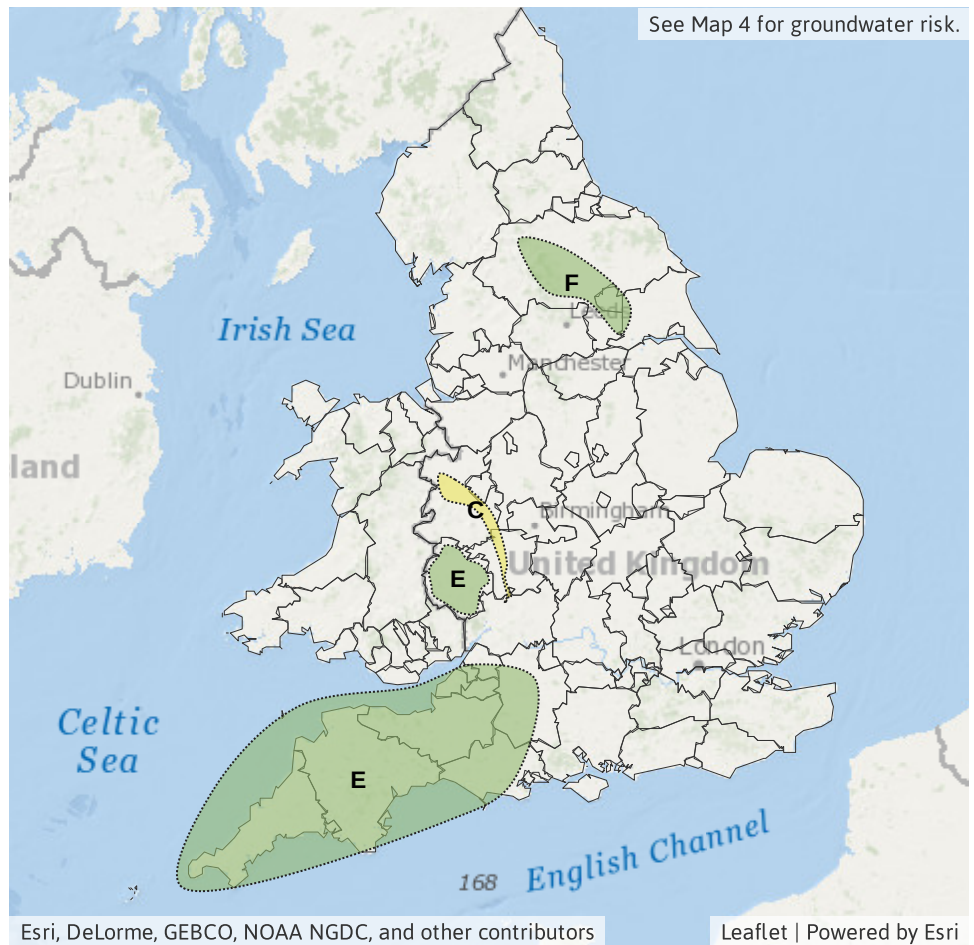 See Map 4 for groundwater risk.
F
Leeds
Irish Sea
Manchester
Dublin
land
C
Birmingham
E
United Kingdom
London
Celtic
Sea
E
English Channel
168
Esri, DeLorme, GEBCO, NOAA NGDC, and other contributors
Leaflet | Powered by Esri